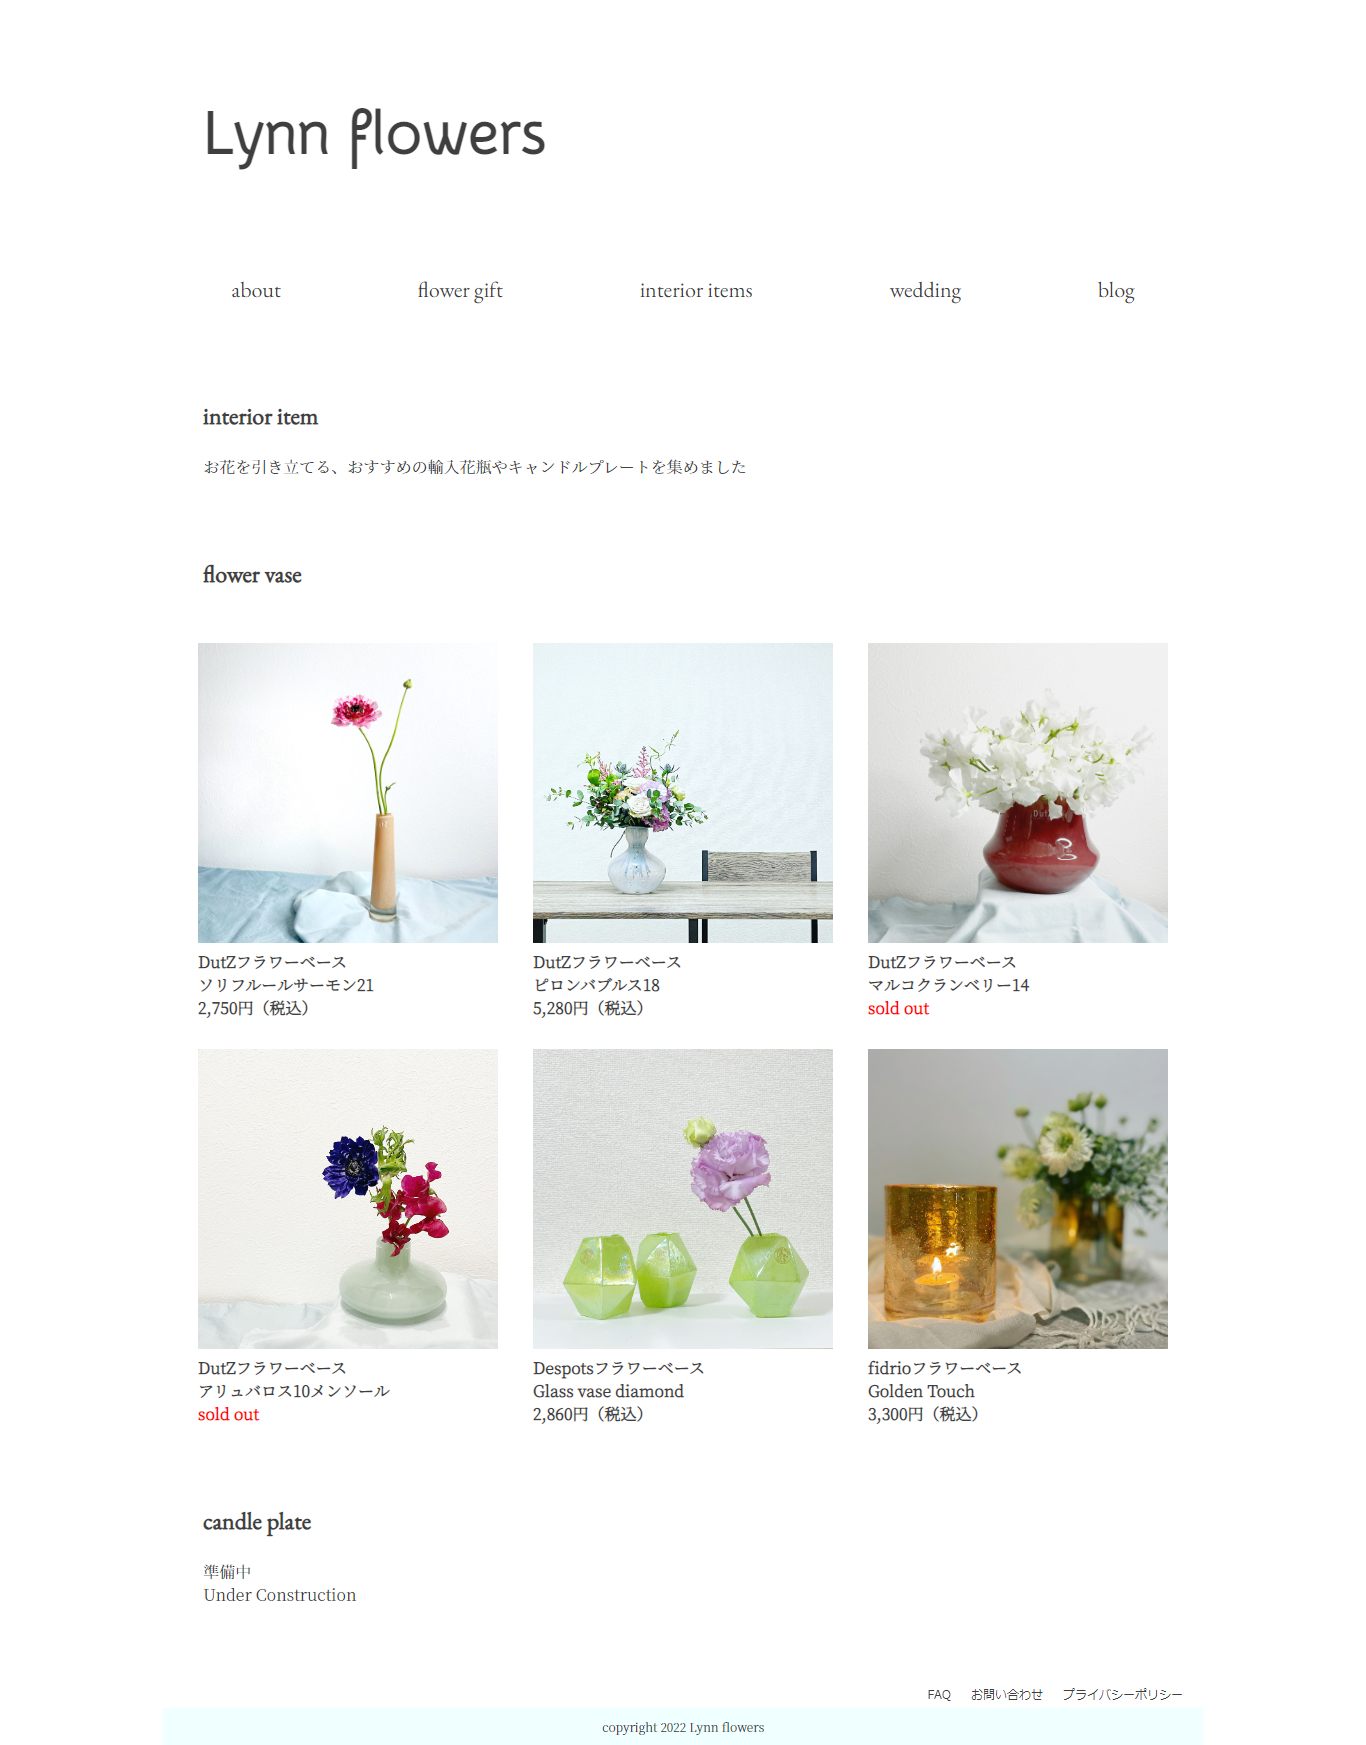 Lynn flowers
about flower gift interior items wedding blog
interior item
お花を引き立てる、おすすめの輸入花瓶やキャンドルプレートを集めました
flower vase
DutZ
DutZフラワーベース
ソリフルールサーモン21
2,750円（税込）
DutZフラワーベース
ピロンバブルス18
5,280円（税込）
DutZフラワーベース
マルコクランベリー14
sold out
DutZフラワーベース
アリュバロス10メンソール
sold out
Despotsフラワーベース
Glass vase diamond
2,860円（税込）
fidrioフラワーベース
Golden Touch
3,300円（税込）
candle plate
準備中
Under Construction
FAQ お問い合わせ プライバシーポリシー
copyright 2022 Lynn flowers